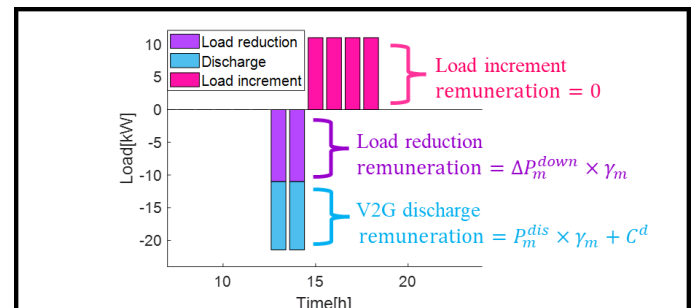 10
5
0
-5
-10
-15
-20
Load[kW]
Load reduction
Discharge
Load increment
Load increment
remuneration = 0
Load reduction
remuneration = ΔP_m^{down} × γ_m
V2G discharge
remuneration = P_m^{dis} × γ_m + C^d
10 15 20
Time[h]